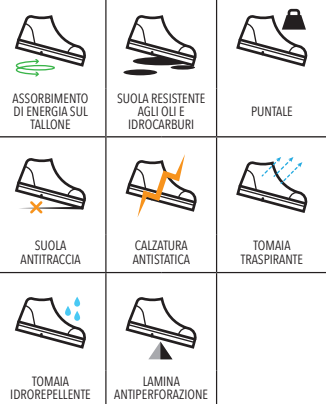 ASSORBIMENTO
DI ENERGIA SUL
TALLONE
SUOLA RESISTENTE
AGLI OLI E
IDROCARBURI
PUNTALE
SUOLA
ANTITRACCIA
CALZATURA
ANTISTATICA
TOMAIA
TRASPIRANTE
TOMAIA
IDROREPELLENTE
LAMINA
ANTIPERFORAZIONE